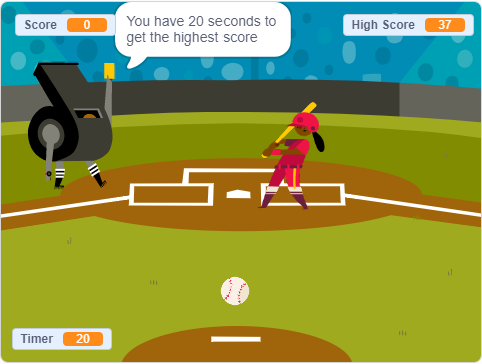 Score 0
You have 20 seconds to
get the highest score
High Score 37
Timer 20